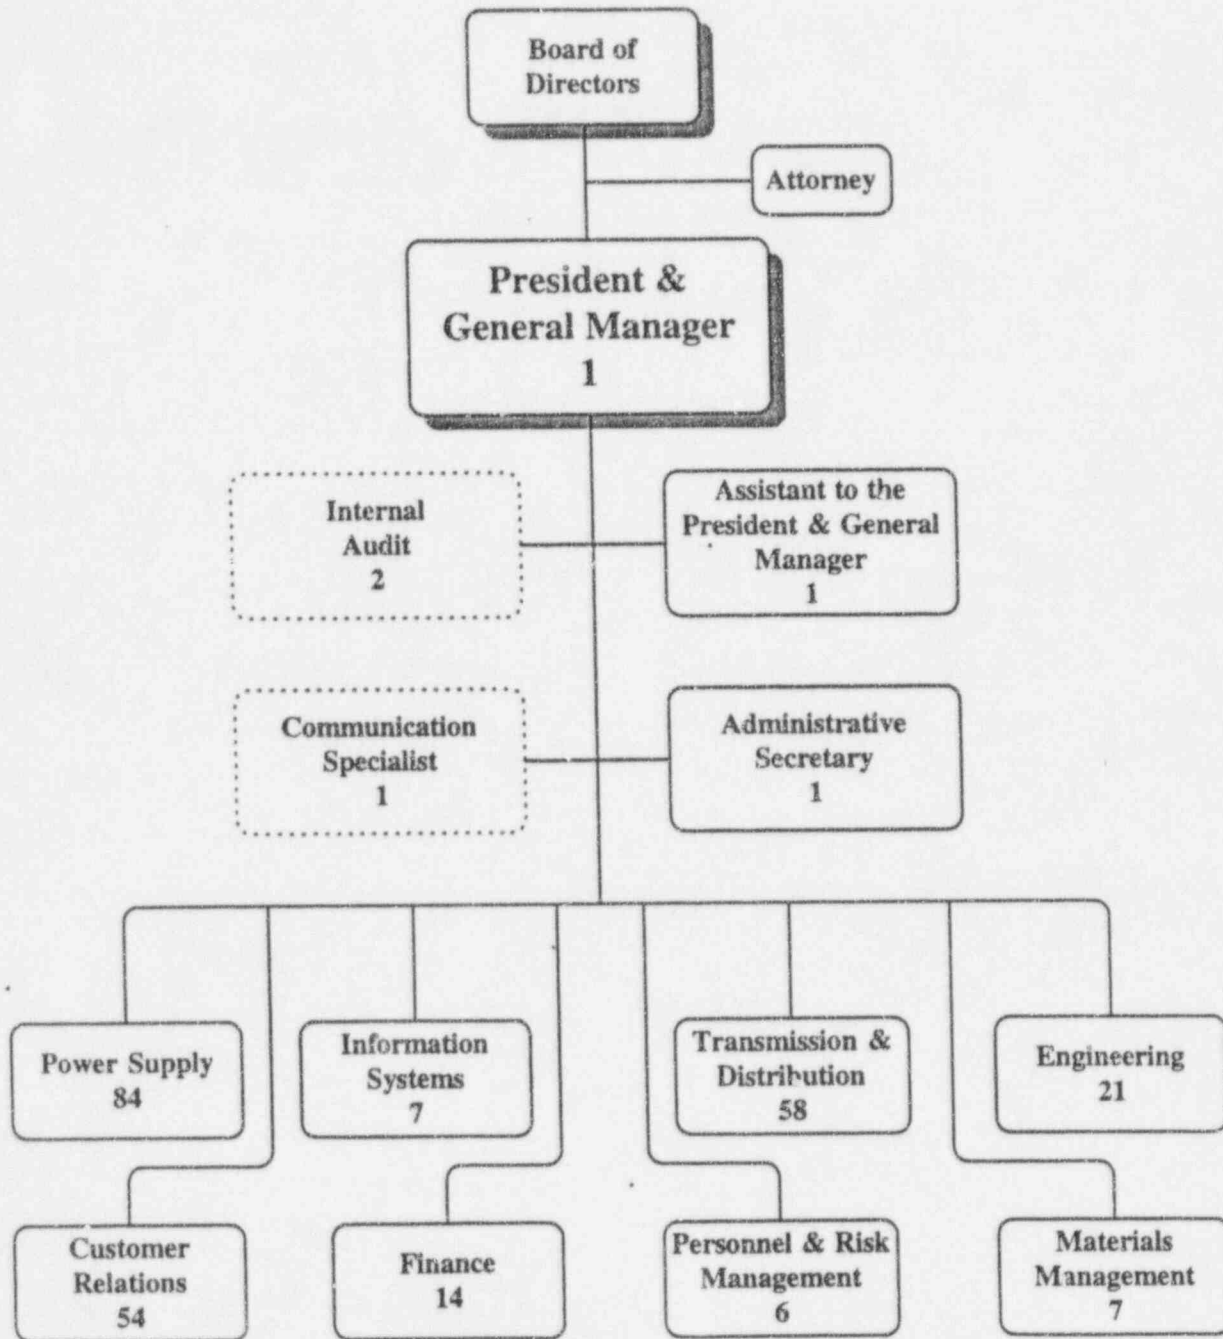 Board of
Directors
Attorney
President &
General Manager
1
Internal
Audit
2
Assistant to the
President & General
Manager
1
Communication
Specialist
1
Administrative
Secretary
1
Power Supply
84
Information
Systems
7
Transmission &
Distribution
58
Engineering
21
Customer
Relations
54
Finance
14
Personnel & Risk
Management
6
Materials
Management
7